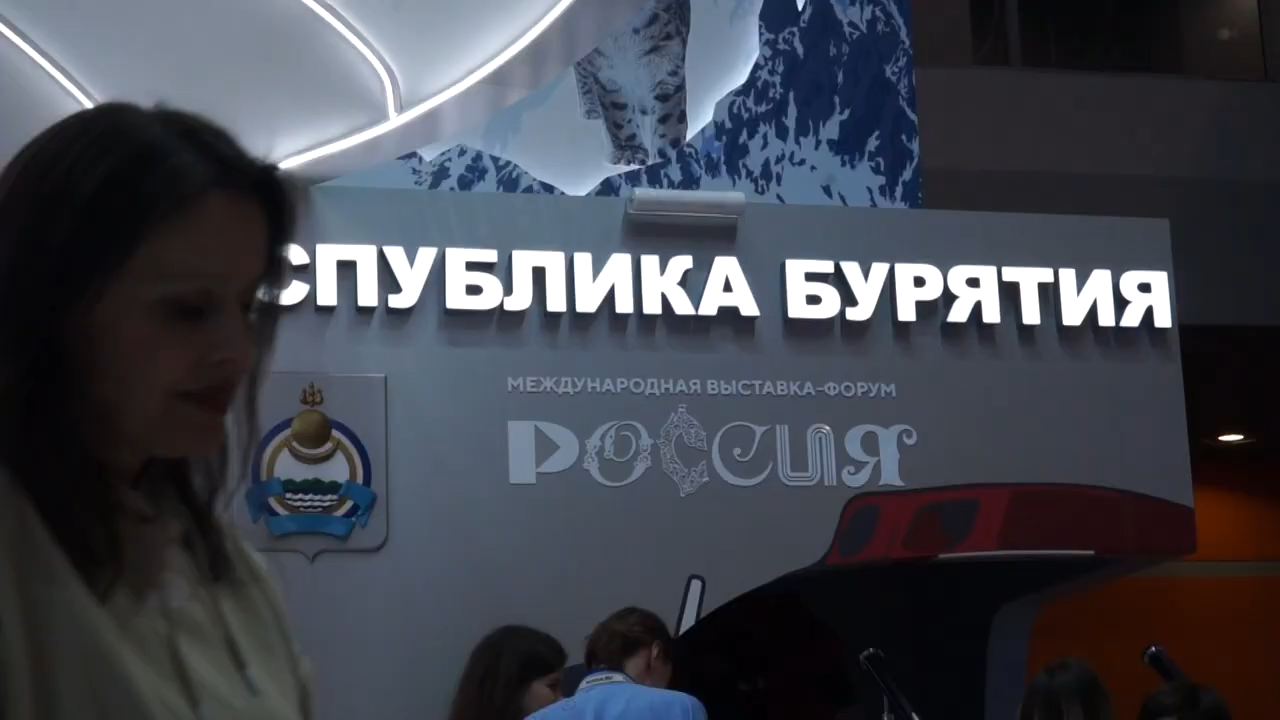 СПУБЛИКА БУРЯТИЯ
МЕЖДУНАРОДНАЯ ВЫСТАВКА-ФОРУМ
РОССИЯ